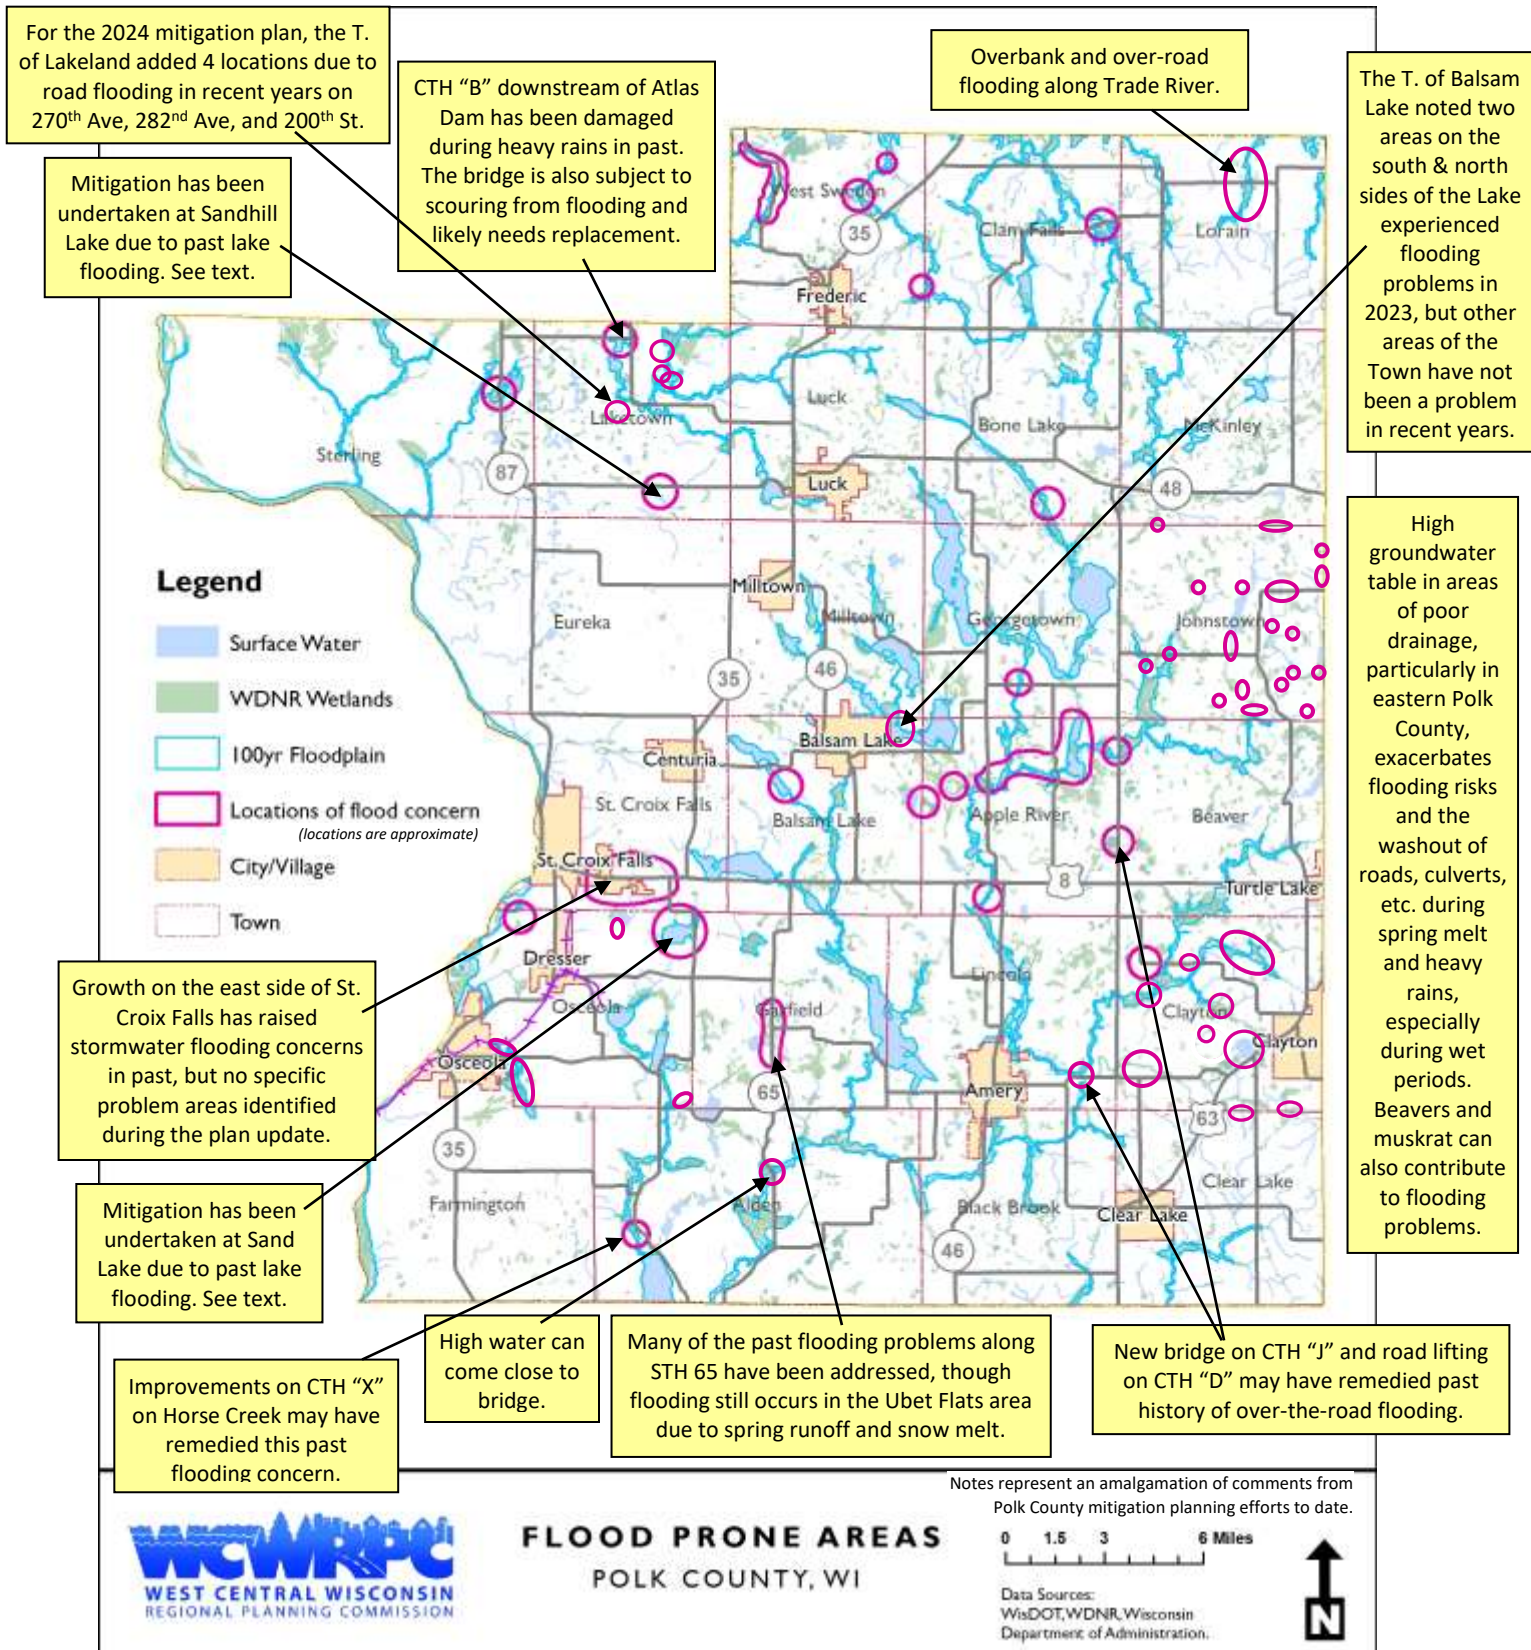 For the 2024 mitigation plan, the T.
of Lakeland added 4 locations due to
road flooding in recent years on
270th Ave, 282nd Ave, and 200th St.
Mitigation has been
undertaken at Sandhill
Lake due to past lake
flooding. See text.
CTH “B” downstream of Atlas
Dam has been damaged
during heavy rains in past.
The bridge is also subject to
scouring from flooding and
likely needs replacement.
Overbank and over-road
flooding along Trade River.
The T. of Balsam
Lake noted two
areas on the
south & north
sides of the Lake
experienced
flooding
problems in
2023, but other
areas of the
Town have not
been a problem
in recent years.
High
groundwater
table in areas
of poor
drainage,
particularly in
eastern Polk
County,
exacerbates
flooding risks
and the
washout of
roads, culverts,
etc. during
spring melt
and heavy
rains,
especially
during wet
periods.
Beavers and
muskrat can
also contribute
to flooding
problems.
West Sweden
35
Clam Falls
Lorain
Frederic
Laketown
Luck
Bone Lake
McKinley
Sterling
87
Luck
48
Milltown
Eureka
Milltown
Georgetown
Johnstown
35
46
Balsam Lake
Centuria
St. Croix Falls
Balsam Lake
Apple River
Beaver
St. Croix Falls
8
Turtle Lake
Dresser
Osceola
Garfield
Lincoln
Clayton
Clayton
Osceola
65
Amery
63
35
Farmington
Alden
Black Brook
Clear Lake
Clear Lake
46
Legend
Surface Water
WDNR Wetlands
100yr Floodplain
Locations of flood concern
(locations are approximate)
City/Village
Town
Growth on the east side of St.
Croix Falls has raised
stormwater flooding concerns
in past, but no specific
problem areas identified
during the plan update.
Mitigation has been
undertaken at Sand
Lake due to past lake
flooding. See text.
Improvements on CTH “X”
on Horse Creek may have
remedied this past
flooding concern.
High water can
come close to
bridge.
Many of the past flooding problems along
STH 65 have been addressed, though
flooding still occurs in the Ubet Flats area
due to spring runoff and snow melt.
New bridge on CTH “J” and road lifting
on CTH “D” may have remedied past
history of over-the-road flooding.
Notes represent an amalgamation of comments from
Polk County mitigation planning efforts to date.
WCWRPC
WEST CENTRAL WISCONSIN
REGIONAL PLANNING COMMISSION
FLOOD PRONE AREAS
POLK COUNTY, WI
0 1.5 3 6 Miles
Data Sources:
WisDOT, WDNR, Wisconsin
Department of Administration.
N